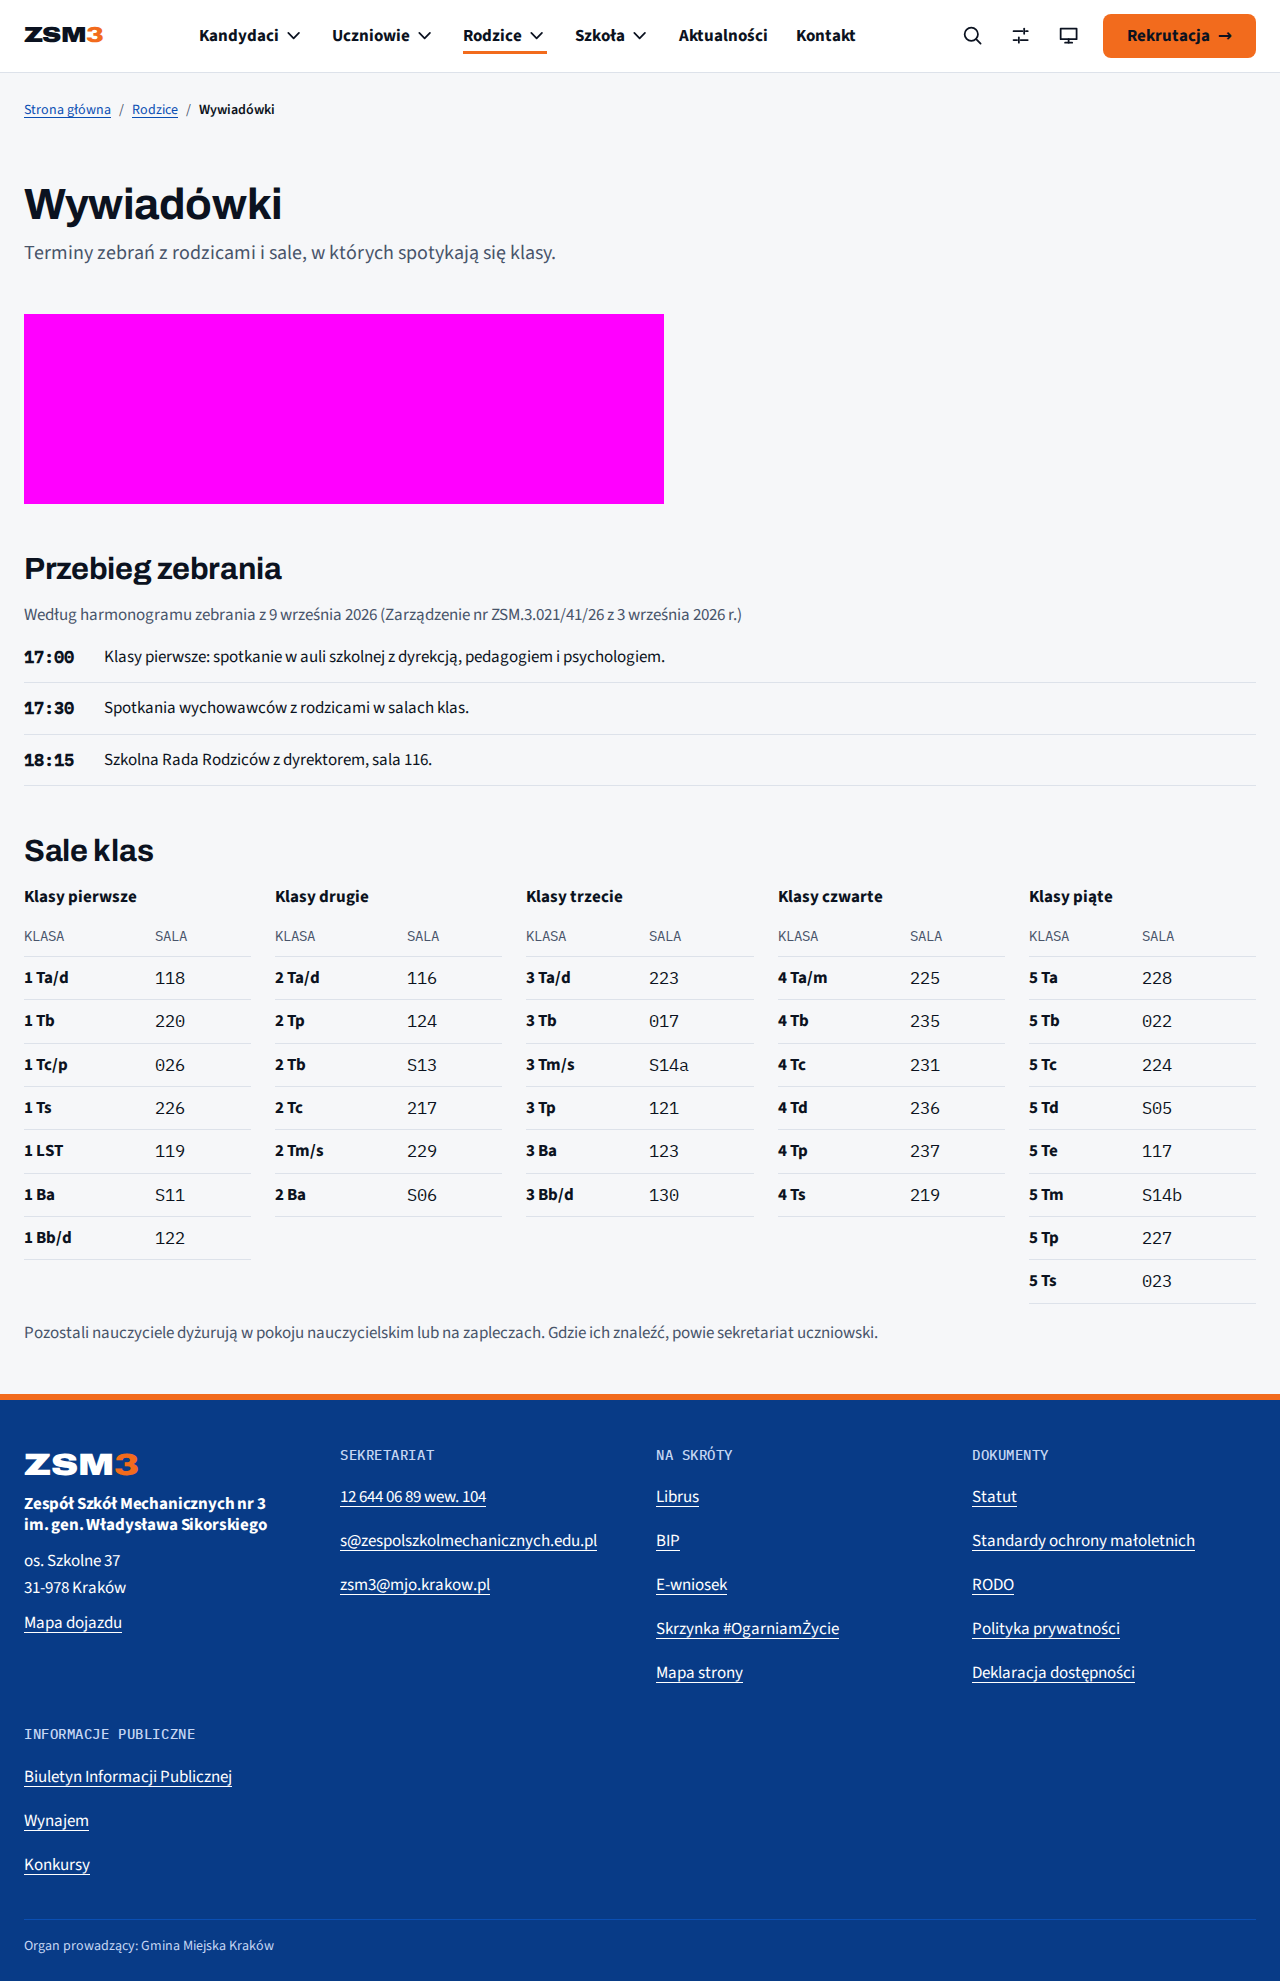 ZSM3
Kandydaci
Uczniowie
Rodzice
Szkoła
Aktualności
Kontakt
Rekrutacja →
Strona główna / Rodzice / Wywiadówki
Wywiadówki
Terminy zebrań z rodzicami i sale, w których spotykają się klasy.
Przebieg zebrania
Według harmonogramu zebrania z 9 września 2026 (Zarządzenie nr ZSM.3.021/41/26 z 3 września 2026 r.)
17:00 Klasy pierwsze: spotkanie w auli szkolnej z dyrekcją, pedagogiem i psychologiem.
17:30 Spotkania wychowawców z rodzicami w salach klas.
18:15 Szkolna Rada Rodziców z dyrektorem, sala 116.
Sale klas
Klasy pierwsze
KLASA SALA
1 Ta/d 118
1 Tb 220
1 Tc/p 026
1 Ts 226
1 LST 119
1 Ba S11
1 Bb/d 122
Klasy drugie
KLASA SALA
2 Ta/d 116
2 Tp 124
2 Tb S13
2 Tc 217
2 Tm/s 229
2 Ba S06
Klasy trzecie
KLASA SALA
3 Ta/d 223
3 Tb 017
3 Tm/s S14a
3 Tp 121
3 Ba 123
3 Bb/d 130
Klasy czwarte
KLASA SALA
4 Ta/m 225
4 Tb 235
4 Tc 231
4 Td 236
4 Tp 237
4 Ts 219
Klasy piąte
KLASA SALA
5 Ta 228
5 Tb 022
5 Tc 224
5 Td S05
5 Te 117
5 Tm S14b
5 Tp 227
5 Ts 023
Pozostali nauczyciele dyżurują w pokoju nauczycielskim lub na zapleczach. Gdzie ich znaleźć, powie sekretariat uczniowski.
ZSM3
Zespół Szkół Mechanicznych nr 3
im. gen. Władysława Sikorskiego
os. Szkolne 37
31-978 Kraków
Mapa dojazdu
SEKRETARIAT
12 644 06 89 wew. 104
s@zespolszkolmechanicznych.edu.pl
zsm3@mjo.krakow.pl
NA SKRÓTY
Librus
BIP
E-wniosek
Skrzynka #OgarniamŻycie
Mapa strony
DOKUMENTY
Statut
Standardy ochrony małoletnich
RODO
Polityka prywatności
Deklaracja dostępności
INFORMACJE PUBLICZNE
Biuletyn Informacji Publicznej
Wynajem
Konkursy
Organ prowadzący: Gmina Miejska Kraków